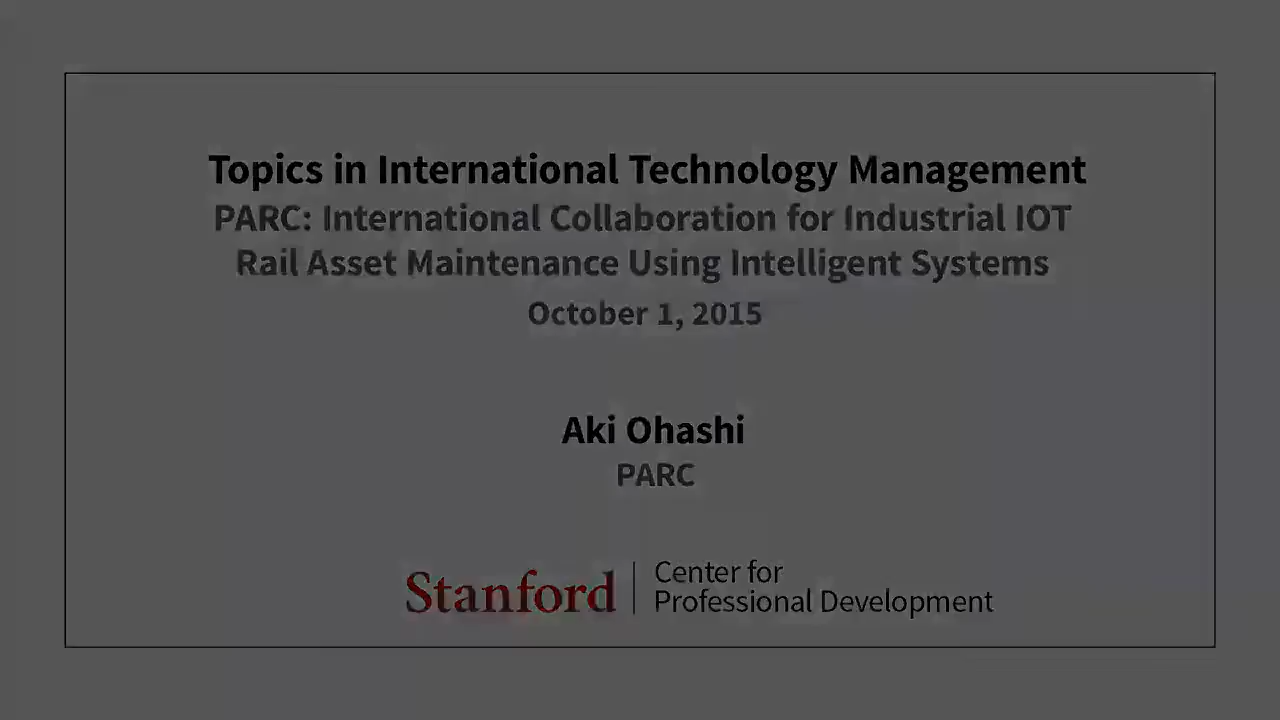 Topics in International Technology Management
PARC: International Collaboration for Industrial IOT
Rail Asset Maintenance Using Intelligent Systems
October 1, 2015
Aki Ohashi
PARC
Stanford
Center for
Professional Development